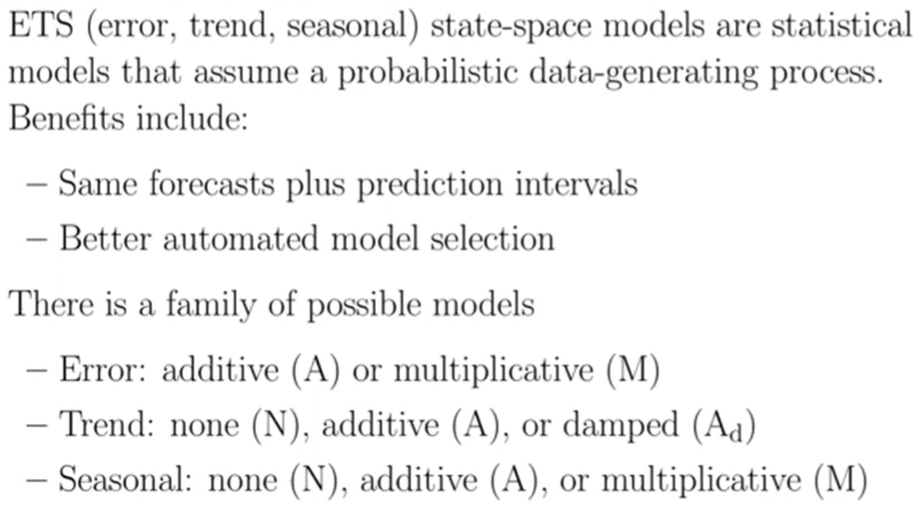 ETS (error, trend, seasonal) state-space models are statistical
models that assume a probabilistic data-generating process.
Benefits include:
– Same forecasts plus prediction intervals
– Better automated model selection
There is a family of possible models
– Error: additive (A) or multiplicative (M)
– Trend: none (N), additive (A), or damped (A_d)
– Seasonal: none (N), additive (A), or multiplicative (M)